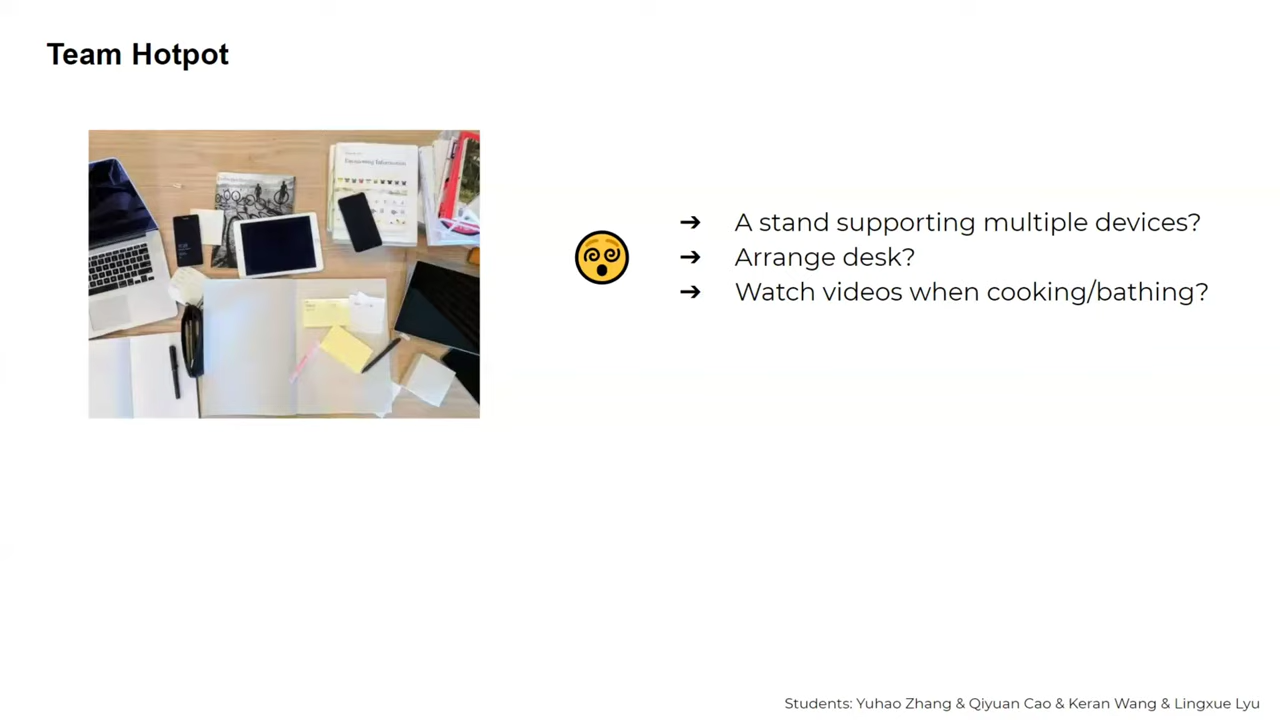 Team Hotpot
➔ A stand supporting multiple devices?
➔ Arrange desk?
➔ Watch videos when cooking/bathing?
Students: Yuhao Zhang & Qiyuan Cao & Keran Wang & Lingxue Lyu